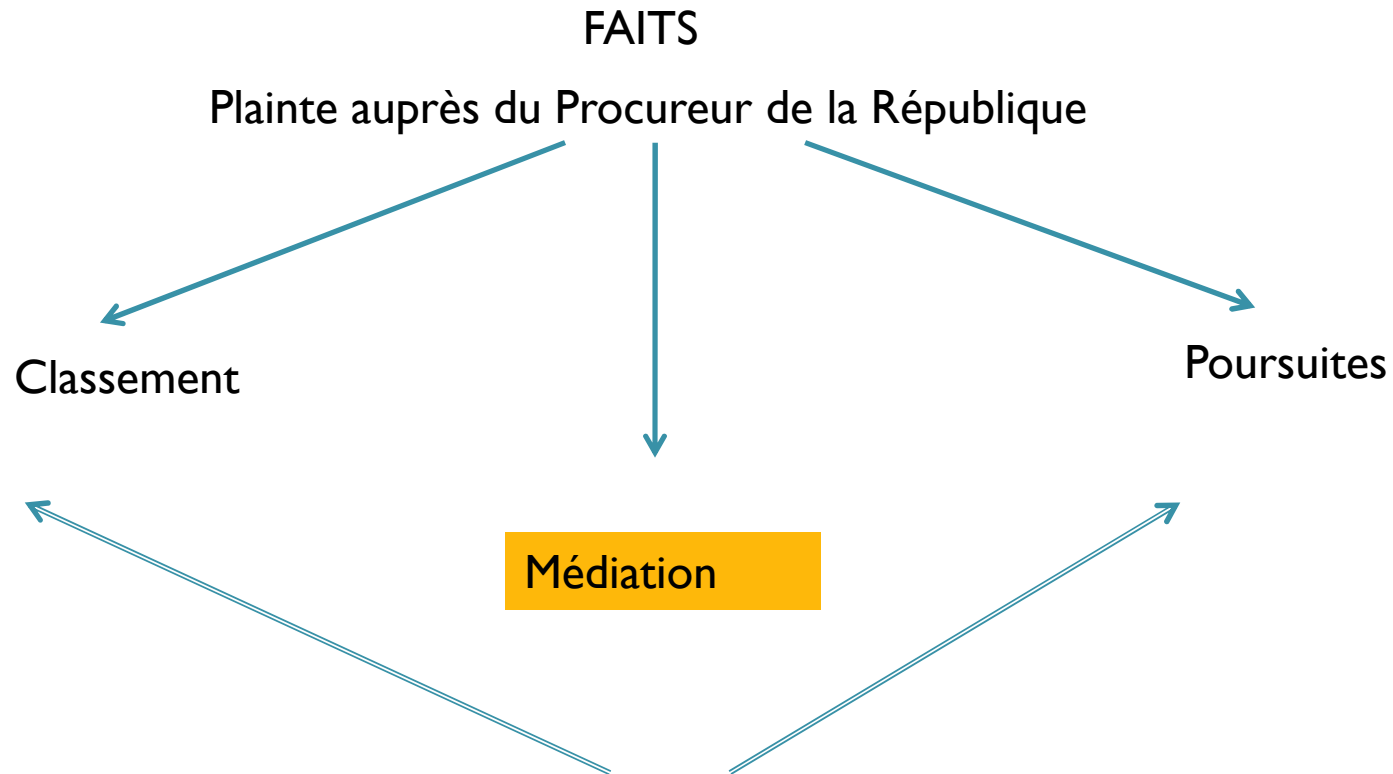 FAITS
Plainte auprès du Procureur de la République
Poursuites
Classement
Médiation